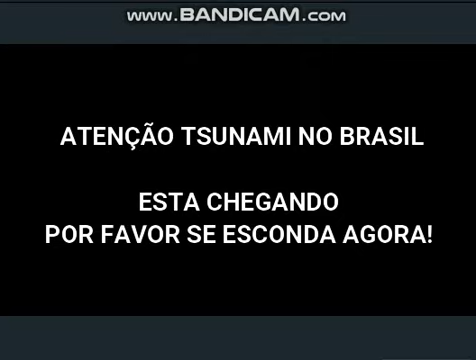 www.BANDICAM.com
ATENÇÃO TSUNAMI NO BRASIL
ESTA CHEGANDO
POR FAVOR SE ESCONDA AGORA!